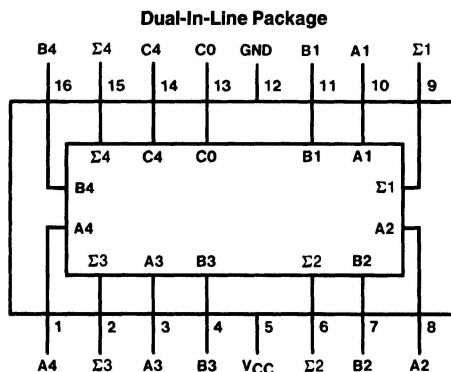 Dual-In-Line Package
B4 Σ4 C4 C0 GND B1 A1 Σ1
16 15 14 13 12 11 10 9
Σ4 C4 C0 B1 A1
B4 Σ1
A4 A2
Σ3 A3 B3 Σ2 B2
1 2 3 4 5 6 7 8
A4 Σ3 A3 B3 VCC Σ2 B2 A2